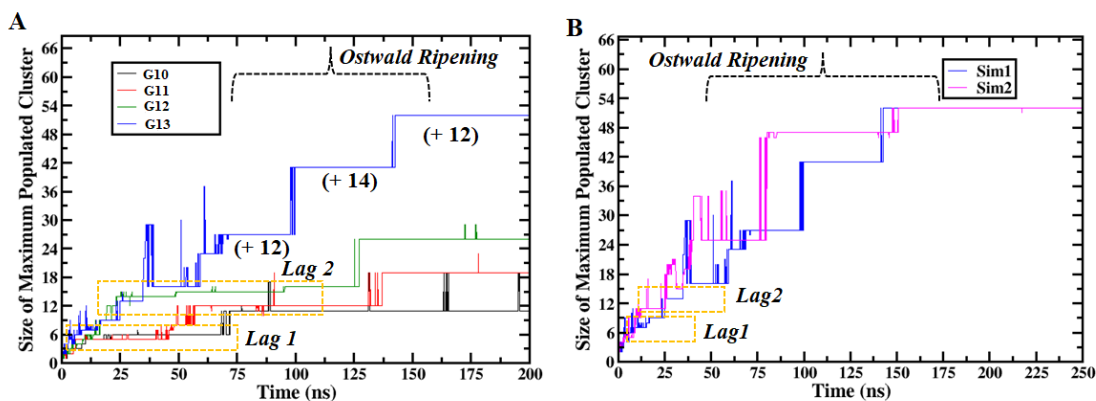 A
Size of Maximum Populated Cluster
66
60
54
48
42
36
30
24
18
12
6
0
G10
G11
G12
G13
Ostwald Ripening
(+ 12)
(+ 14)
(+ 12)
Lag 2
Lag 1
0 25 50 75 100 125 150 175 200
Time (ns)
B
Size of Maximum Populated Cluster
66
60
54
48
42
36
30
24
18
12
6
0
Ostwald Ripening
Sim1
Sim2
Lag2
Lag1
0 25 50 75 100 125 150 175 200 225 250
Time (ns)